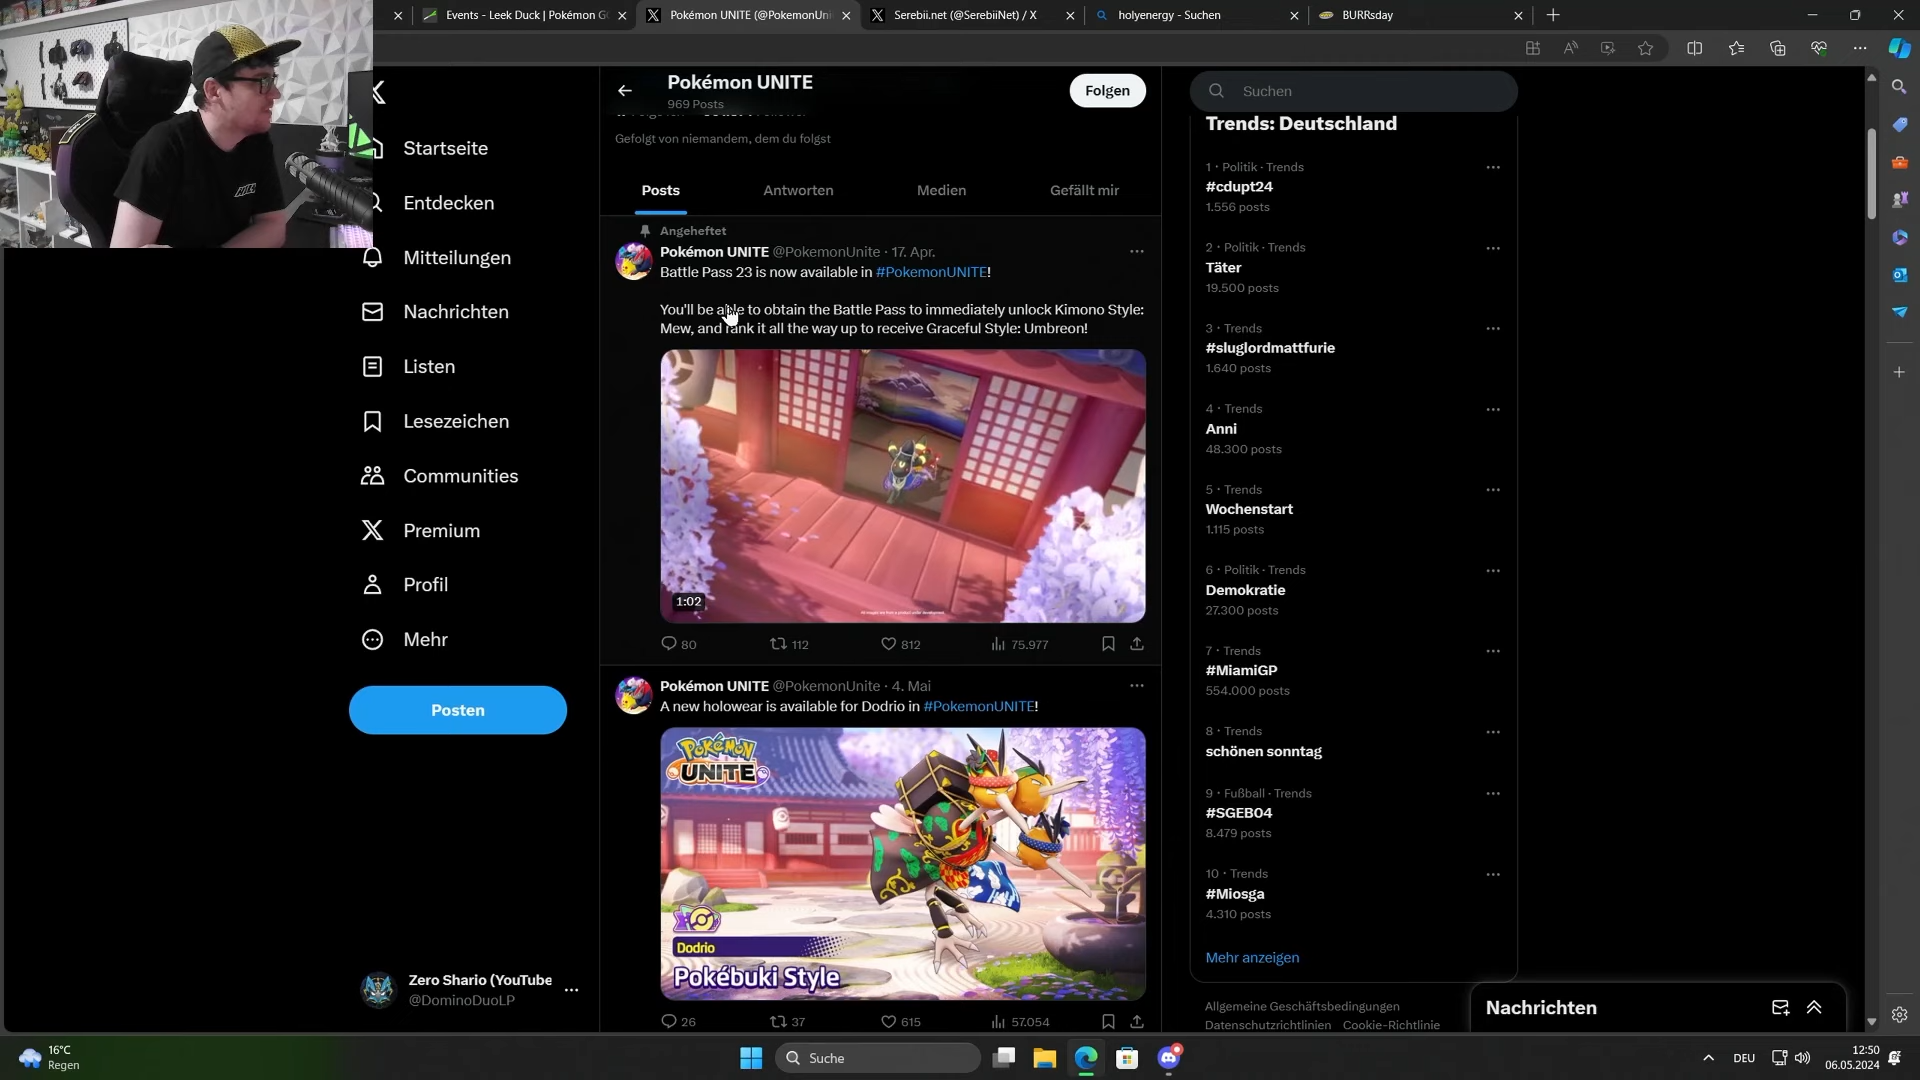 Events - Leek Duck | Pokémon GO
Pokémon UNITE (@PokemonUni
Serebii.net (@SerebiiNet) / X
holyenergy - Suchen
BURRsday
Pokémon UNITE
969 Posts
Folgen
Suchen
Gefolgt von niemandem, dem du folgst
Posts
Antworten
Medien
Gefällt mir
Startseite
Entdecken
Mitteilungen
Nachrichten
Listen
Lesezeichen
Communities
Premium
Profil
Mehr
Posten
Zero Shario (YouTube
@DominoDuoLP
Angeheftet
Pokémon UNITE @PokemonUnite · 17. Apr.
Battle Pass 23 is now available in #PokemonUNITE!
You'll be able to obtain the Battle Pass to immediately unlock Kimono Style:
Mew, and rank it all the way up to receive Graceful Style: Umbreon!
1:02
80
112
812
75.977
Pokémon UNITE @PokemonUnite · 4. Mai
A new holowear is available for Dodrio in #PokemonUNITE!
Pokémon
UNITE
Dodrio
Pokébuki Style
26
37
615
57.054
Trends: Deutschland
1 · Politik · Trends
#cdupt24
1.556 posts
2 · Politik · Trends
Täter
19.500 posts
3 · Trends
#sluglordmattfurie
1.640 posts
4 · Trends
Anni
48.300 posts
5 · Trends
Wochenstart
1.115 posts
6 · Politik · Trends
Demokratie
27.300 posts
7 · Trends
#MiamiGP
554.000 posts
8 · Trends
schönen sonntag
9 · Fußball · Trends
#SGEB04
8.479 posts
10 · Trends
#Miosga
4.310 posts
Mehr anzeigen
Allgemeine Geschäftsbedingungen
Datenschutzrichtlinien Cookie-Richtlinie
Nachrichten
16°C
Regen
Suche
DEU
12:50
06.05.2024